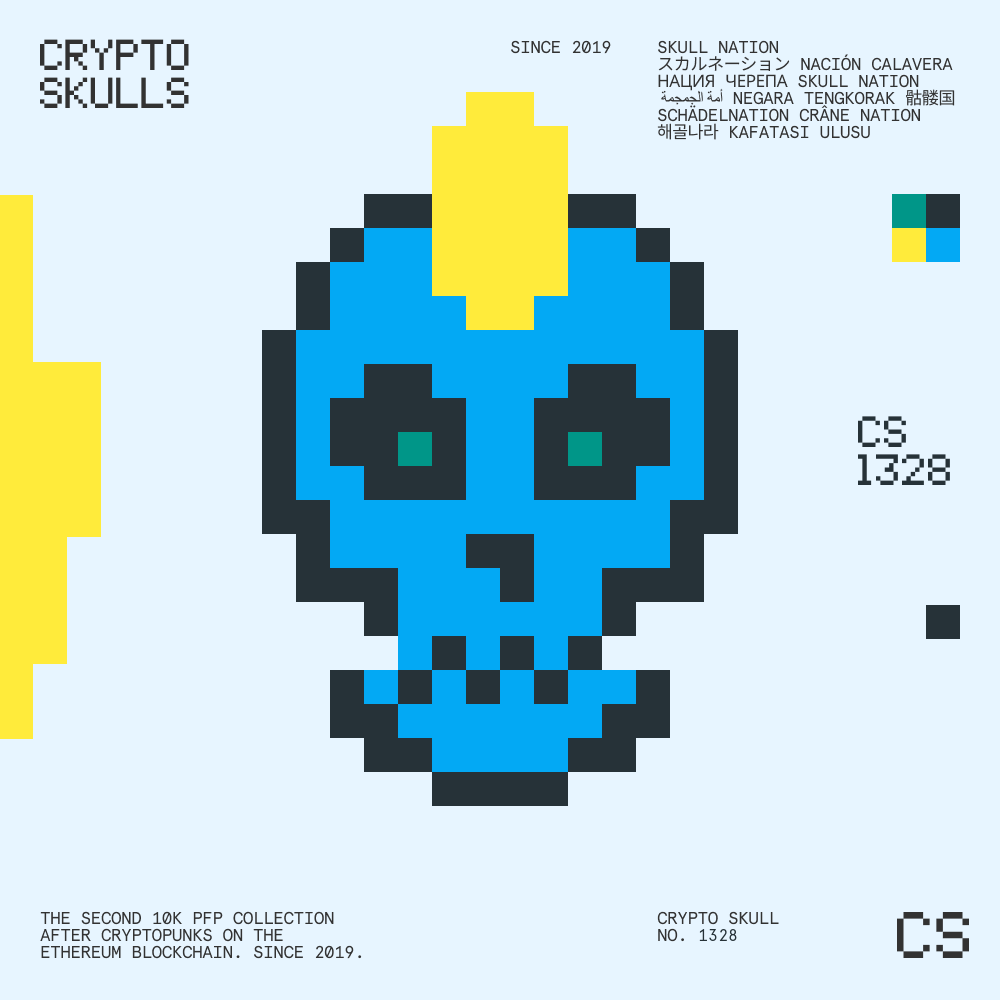 CRYPTO
SKULLS
SINCE 2019
SKULL NATION
スカルネーション NACIÓN CALAVERA
НАЦИЯ ЧЕРЕПА SKULL NATION
أمة الجمجمة NEGARA TENGKORAK 骷髅国
SCHÄDELNATION CRÂNE NATION
해골나라 KAFATASI ULUSU
CS
1328
THE SECOND 10K PFP COLLECTION
AFTER CRYPTOPUNKS ON THE
ETHEREUM BLOCKCHAIN. SINCE 2019.
CRYPTO SKULL
NO. 1328
CS